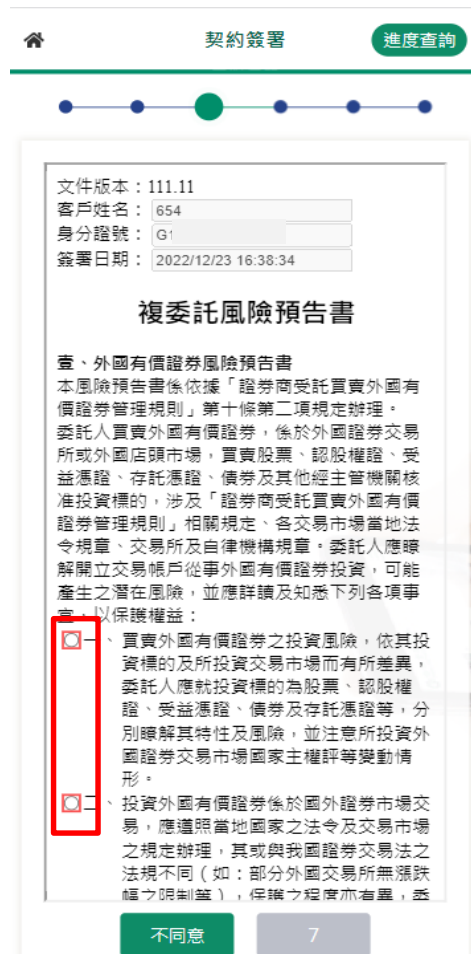 契約簽署
進度查詢
文件版本：111.11
客戶姓名： 654
身分證號： G1
簽署日期： 2022/12/23 16:38:34
複委託風險預告書
壹、外國有價證券風險預告書
本風險預告書係依據「證券商受託買賣外國有
價證券管理規則」第十條第二項規定辦理。
委託人買賣外國有價證券，係於外國證券交易
所或外國店頭市場，買賣股票、認股權證、受
益憑證、存託憑證、債券及其他經主管機關核
准投資標的，涉及「證券商受託買賣外國有價
證券管理規則」相關規定、各交易市場當地法
令規章、交易所及自律機構規章。委託人應瞭
解開立交易帳戶從事外國有價證券投資，可能
產生之潛在風險，並應詳讀及知悉下列各項事
宜，以保護權益：
一、 買賣外國有價證券之投資風險，依其投
資標的及所投資交易市場而有所差異，
委託人應就投資標的為股票、認股權
證、受益憑證、債券及存託憑證等，分
別瞭解其特性及風險，並注意所投資外
國證券交易市場國家主權評等變動情
形。
二、 投資外國有價證券係於國外證券市場交
易，應遵照當地國家之法令及交易市場
之規定辦理，其或與我國證券交易法之
法規不同（如：部分外國交易所無漲跌
幅之限制等），保護之程度亦有異，委
不同意
7